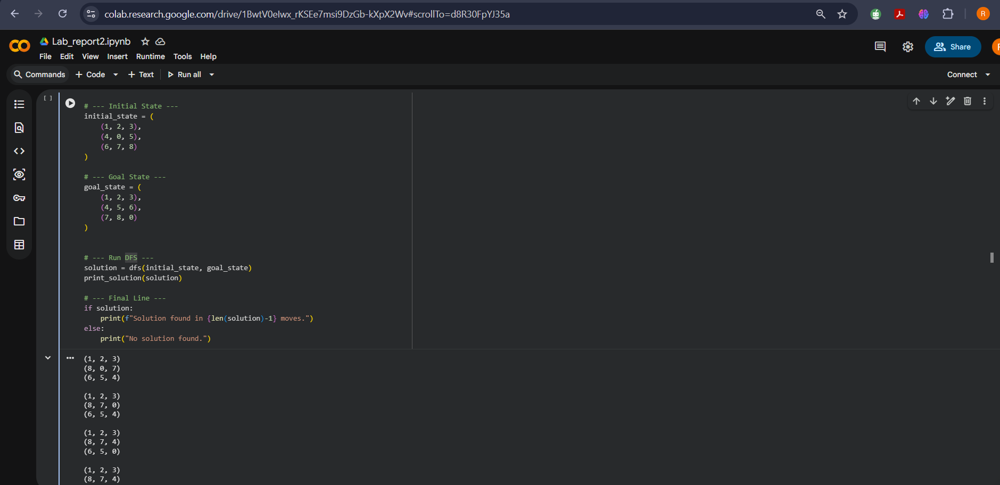 colab.research.google.com/drive/1BwtV0eIwx_rKSEe7msi9DzGb-kXpX2Wv#scrollTo=d8R30FpYJ35a
R
Lab_report2.ipynb
File Edit View Insert Runtime Tools Help
Share
Commands + Code + Text Run all
Connect
[ ]
# --- Initial State ---
initial_state = (
    (1, 2, 3),
    (4, 0, 5),
    (6, 7, 8)
)
# --- Goal State ---
goal_state = (
    (1, 2, 3),
    (4, 5, 6),
    (7, 8, 0)
)
# --- Run DFS ---
solution = dfs(initial_state, goal_state)
print_solution(solution)
# --- Final Line ---
if solution:
    print(f"Solution found in {len(solution)-1} moves.")
else:
    print("No solution found.")
(1, 2, 3)
(8, 0, 7)
(6, 5, 4)
(1, 2, 3)
(8, 7, 0)
(6, 5, 4)
(1, 2, 3)
(8, 7, 4)
(6, 5, 0)
(1, 2, 3)
(8, 7, 4)